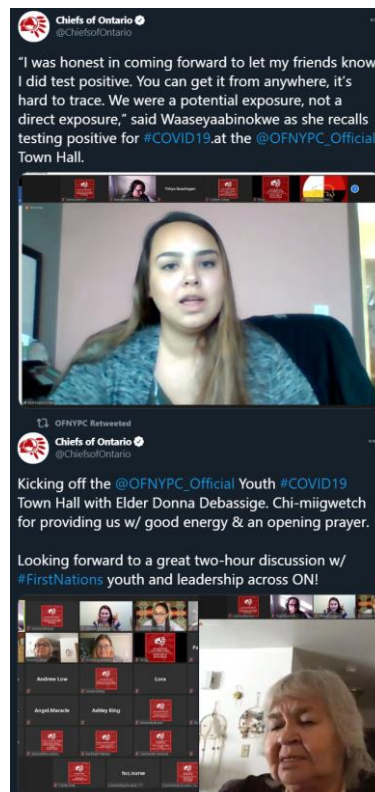 Chiefs of Ontario
@ChiefsofOntario
"I was honest in coming forward to let my friends know
I did test positive. You can get it from anywhere, it's
hard to trace. We were a potential exposure, not a
direct exposure," said Waaseyaabinokwe as she recalls
testing positive for #COVID19.at the @OFNYPC_Official
Town Hall.
OFNYPC Retweeted
Chiefs of Ontario
@ChiefsofOntario
Kicking off the @OFNYPC_Official Youth #COVID19
Town Hall with Elder Donna Debassige. Chi-miigwetch
for providing us w/ good energy & an opening prayer.
Looking forward to a great two-hour discussion w/
#FirstNations youth and leadership across ON!
Andrew Low
Lora
Angel.Maracle
Ashley King